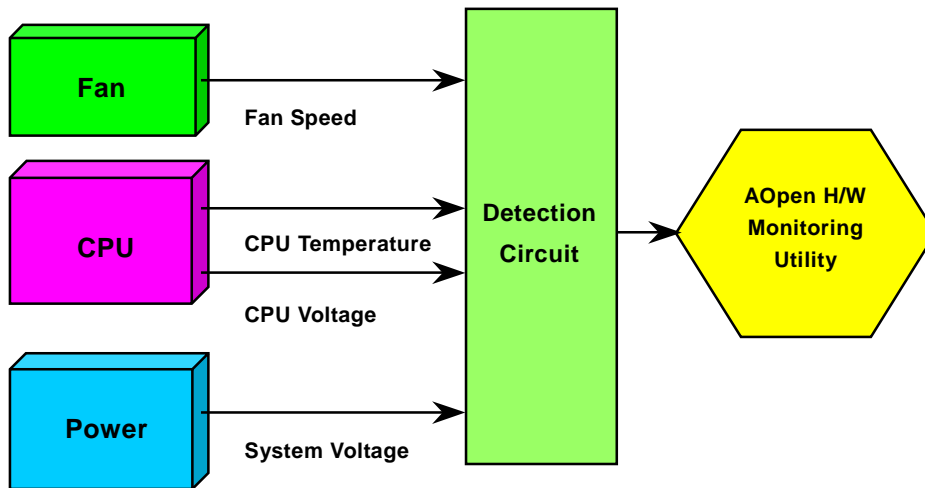 Fan
Fan Speed
CPU
CPU Temperature
CPU Voltage
Power
System Voltage
Detection
Circuit
AOpen H/W
Monitoring
Utility